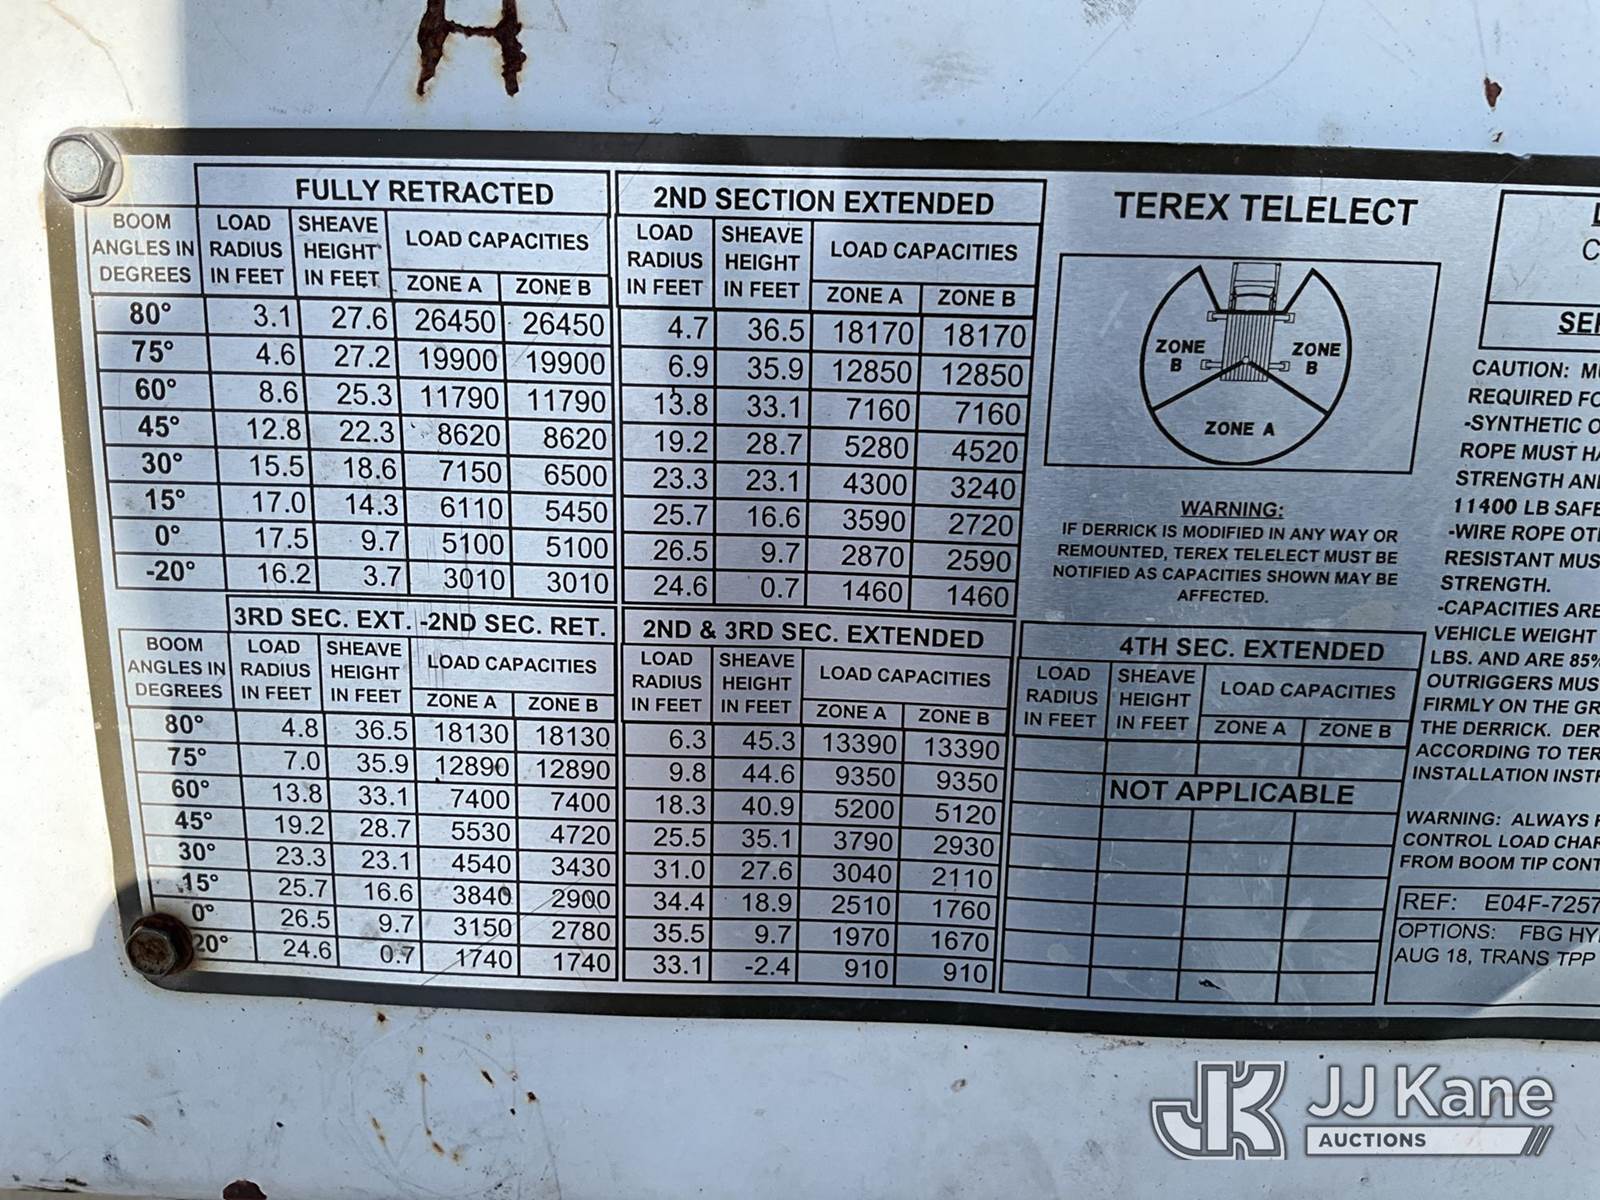 FULLY RETRACTED
BOOM ANGLES IN DEGREES | LOAD RADIUS IN FEET | SHEAVE HEIGHT IN FEET | LOAD CAPACITIES ZONE A | ZONE B
80° 3.1 27.6 26450 26450
75° 4.6 27.2 19900 19900
60° 8.6 25.3 11790 11790
45° 12.8 22.3 8620 8620
30° 15.5 18.6 7150 6500
15° 17.0 14.3 6110 5450
0° 17.5 9.7 5100 5100
-20° 16.2 3.7 3010 3010
2ND SECTION EXTENDED
LOAD RADIUS IN FEET | SHEAVE HEIGHT IN FEET | LOAD CAPACITIES ZONE A | ZONE B
4.7 36.5 18170 18170
6.9 35.9 12850 12850
13.8 33.1 7160 7160
19.2 28.7 5280 4520
23.3 23.1 4300 3240
25.7 16.6 3590 2720
26.5 9.7 2870 2590
24.6 0.7 1460 1460
TEREX TELELECT
ZONE B
ZONE B
ZONE A
WARNING:
IF DERRICK IS MODIFIED IN ANY WAY OR
REMOUNTED, TEREX TELELECT MUST BE
NOTIFIED AS CAPACITIES SHOWN MAY BE
AFFECTED.
3RD SEC. EXT. -2ND SEC. RET.
BOOM ANGLES IN DEGREES | LOAD RADIUS IN FEET | SHEAVE HEIGHT IN FEET | LOAD CAPACITIES ZONE A | ZONE B
80° 4.8 36.5 18130 18130
75° 7.0 35.9 12890 12890
60° 13.8 33.1 7400 7400
45° 19.2 28.7 5530 4720
30° 23.3 23.1 4540 3430
15° 25.7 16.6 3840 2900
0° 26.5 9.7 3150 2780
20° 24.6 0.7 1740 1740
2ND & 3RD SEC. EXTENDED
LOAD RADIUS IN FEET | SHEAVE HEIGHT IN FEET | LOAD CAPACITIES ZONE A | ZONE B
6.3 45.3 13390 13390
9.8 44.6 9350 9350
18.3 40.9 5200 5120
25.5 35.1 3790 2930
31.0 27.6 3040 2110
34.4 18.9 2510 1760
35.5 9.7 1970 1670
33.1 -2.4 910 910
4TH SEC. EXTENDED
LOAD RADIUS IN FEET | SHEAVE HEIGHT IN FEET | LOAD CAPACITIES ZONE A | ZONE B
NOT APPLICABLE
CAUTION:
REQUIRED
-SYNTHETIC
ROPE MUST
STRENGTH
11400 LB
-WIRE ROPE
RESISTANT
STRENGTH.
-CAPACITIES
VEHICLE WEIGHT
LBS. AND ARE 85%
OUTRIGGERS
FIRMLY ON THE
THE DERRICK.
ACCORDING TO
INSTALLATION
WARNING: ALWAYS
CONTROL LOAD
FROM BOOM TIP
REF: E04F-7257
OPTIONS: FBG
AUG 18, TRANS TPP
JJ Kane
AUCTIONS